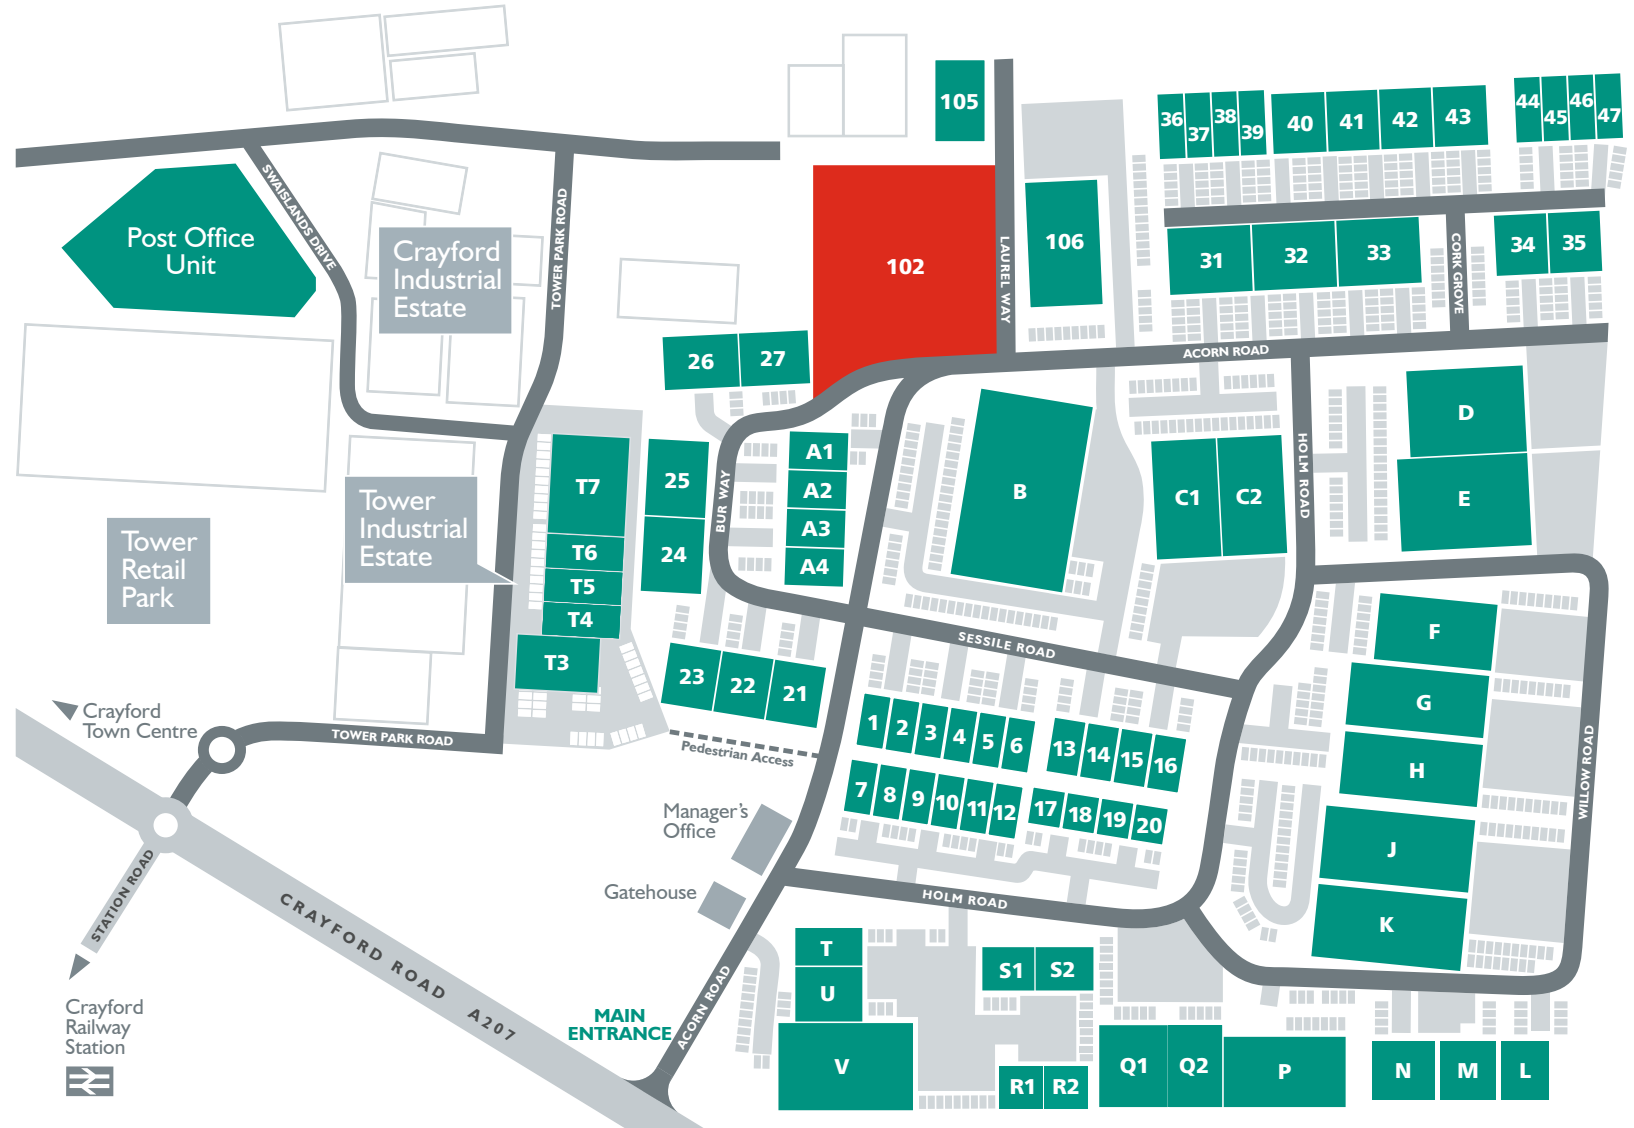 105
36
37
38
39
40
41
42
43
44
45
46
47
SWAISLANDS DRIVE
TOWER PARK ROAD
Post Office
Unit
Crayford
Industrial
Estate
102
LAUREL WAY
106
31
32
33
CORK GROVE
34
35
26
27
ACORN ROAD
D
E
T7
T6
T5
T4
T3
25
24
BUR WAY
A1
A2
A3
A4
B
C1
C2
HOLM ROAD
Tower
Industrial
Estate
Tower
Retail
Park
SESSILE ROAD
F
G
H
J
K
WILLOW ROAD
23
22
21
1
2
3
4
5
6
13
14
15
16
7
8
9
10
11
12
17
18
19
20
Crayford
Town Centre
TOWER PARK ROAD
Pedestrian Access
Manager's
Office
Gatehouse
HOLM ROAD
STATION ROAD
CRAYFORD ROAD A207
Crayford
Railway
Station
MAIN
ENTRANCE
ACORN ROAD
T
U
V
S1
S2
R1
R2
Q1
Q2
P
N
M
L